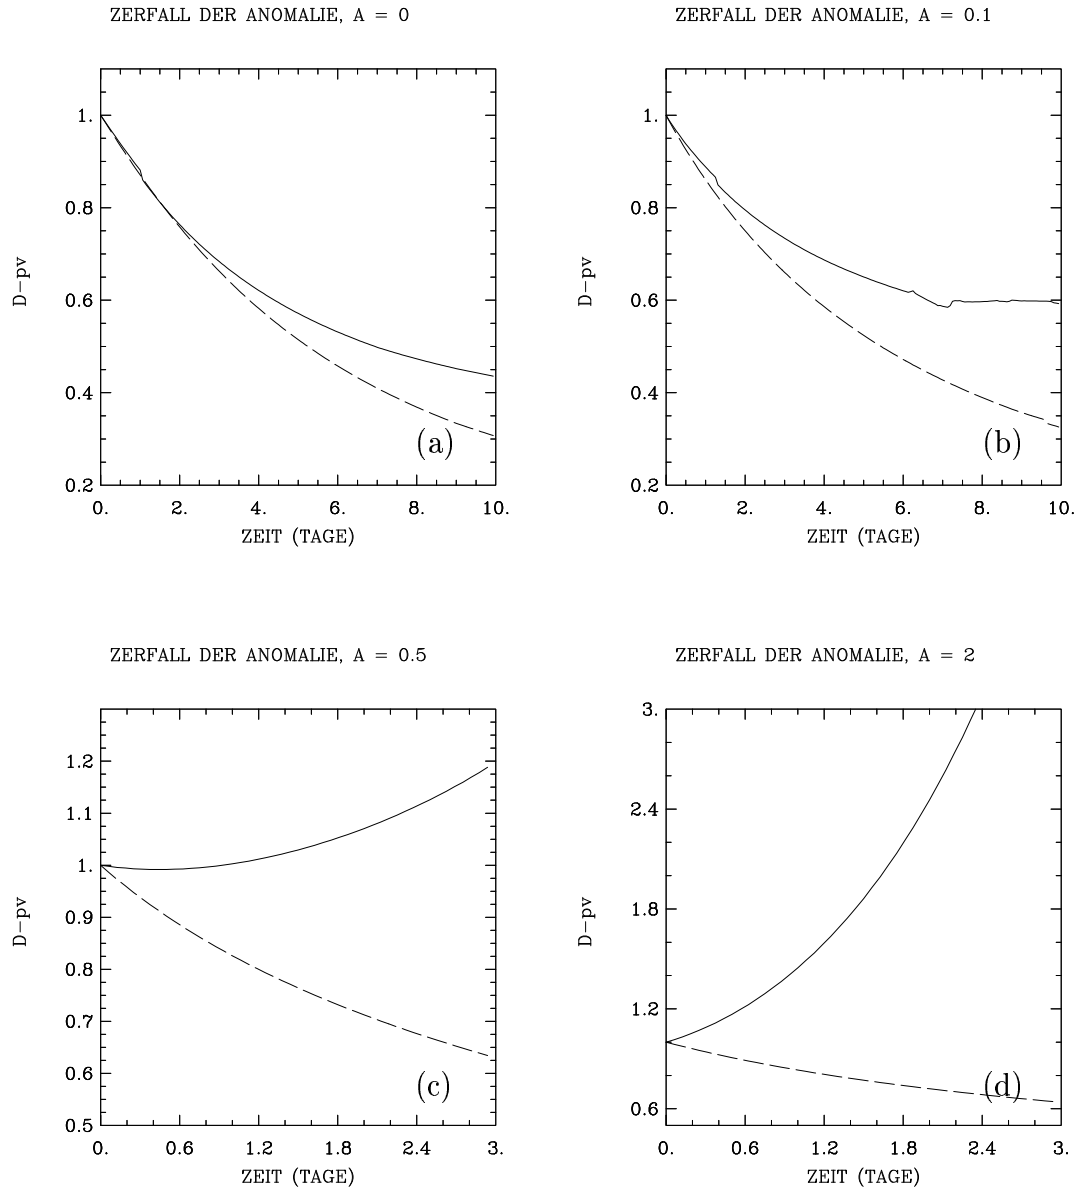 ZERFALL DER ANOMALIE, A = 0
1.
0.8
0.6
0.4
0.2
D-pv
(a)
0. 2. 4. 6. 8. 10.
ZEIT (TAGE)
ZERFALL DER ANOMALIE, A = 0.1
1.
0.8
0.6
0.4
0.2
D-pv
(b)
0. 2. 4. 6. 8. 10.
ZEIT (TAGE)
ZERFALL DER ANOMALIE, A = 0.5
1.2
1.1
1.
0.9
0.8
0.7
0.6
0.5
D-pv
(c)
0. 0.6 1.2 1.8 2.4 3.
ZEIT (TAGE)
ZERFALL DER ANOMALIE, A = 2
3.
2.4
1.8
1.2
0.6
D-pv
(d)
0. 0.6 1.2 1.8 2.4 3.
ZEIT (TAGE)